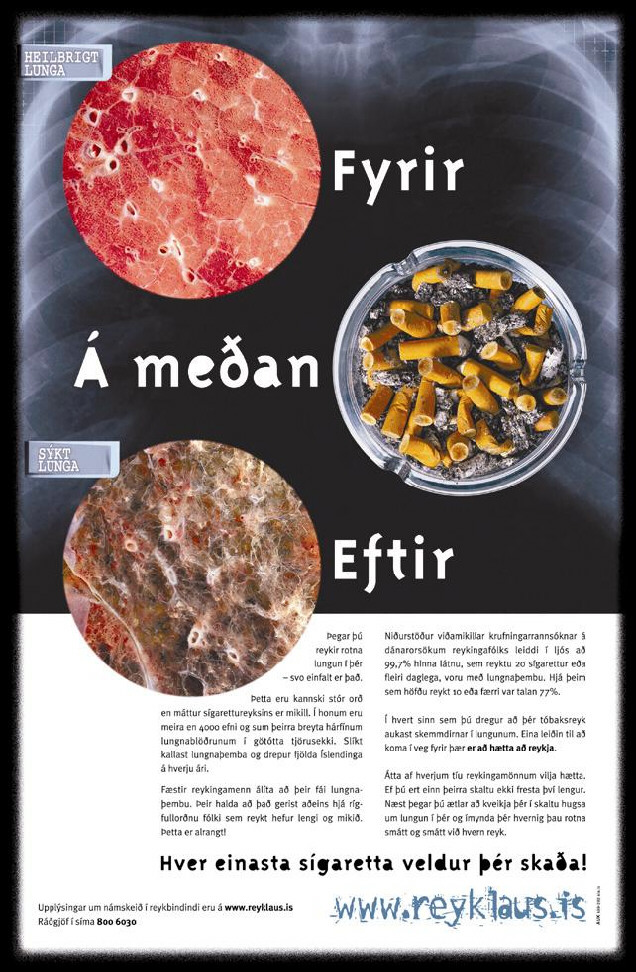 HEILBRIGT
LUNGA
Fyrir
Á meðan
SÝKT
LUNGA
Eftir
Þegar þú
reykir rotna
lungun í þér
– svo einfalt er það.
Þetta eru kannski stór orð
en máttur sígarettureyksins er mikill. Í honum eru
meira en 4000 efni og sum þeirra breyta hárfínum
lungnablöðrunum í götótta tjörusekki. Slíkt
kallast lungnaþemba og drepur fjölda Íslendinga
á hverju ári.
Fæstir reykingamenn álíta að þeir fái lungna-
þembu. Þeir halda að það gerist aðeins hjá ríg-
fullorðnu fólki sem reykt hefur lengi og mikið.
Þetta er alrangt!
Niðurstöður viðamikillar krufningarrannsóknar á
dánarorsökum reykingafólks leiddi í ljós að
99,7% hinna látnu, sem reyktu 20 sígarettur eða
fleiri daglega, voru með lungnaþembu. Hjá þeim
sem höfðu reykt 10 eða færri var talan 77%.
Í hvert sinn sem þú dregur að þér tóbaksreyk
aukast skemmdirnar í lungunum. Eina leiðin til að
koma í veg fyrir þær er að hætta að reykja.
Átta af hverjum tíu reykingamönnum vilja hætta.
Ef þú ert einn þeirra skaltu ekki fresta því lengur.
Næst þegar þú ætlar að kveikja þér í skaltu hugsa
um lungun í þér og ímynda þér hvernig þau rotna
smátt og smátt við hvern reyk.
Hver einasta sígaretta veldur þér skaða!
Upplýsingar um námskeið í reykbindindi eru á www.reyklaus.is
Ráðgjöf í síma 800 6030
www.reyklaus.is